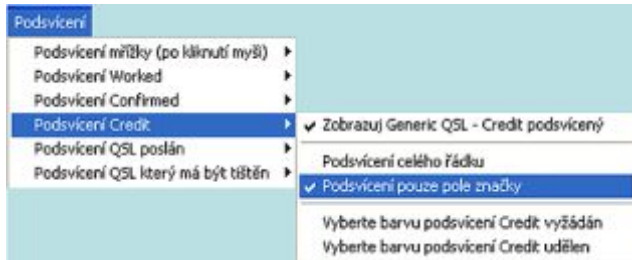 Podsvícení
Podsvícení mřížky (po kliknutí myši)
Podsvícení Worked
Podsvícení Confirmed
Podsvícení Credit
Podsvícení QSL poslán
Podsvícení QSL který má být tištěn
Zobrazuj Generic QSL - Credit podsvícený
Podsvícení celého řádku
Podsvícení pouze pole značky
Vyberte barvu podsvícení Credit vyžádán
Vyberte barvu podsvícení Credit udělen